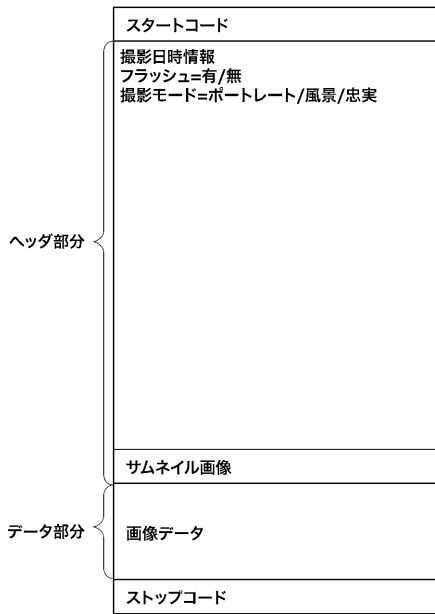 スタートコード
撮影日時情報
フラッシュ=有/無
撮影モード=ポートレート/風景/忠実
ヘッダ部分
サムネイル画像
データ部分
画像データ
ストップコード